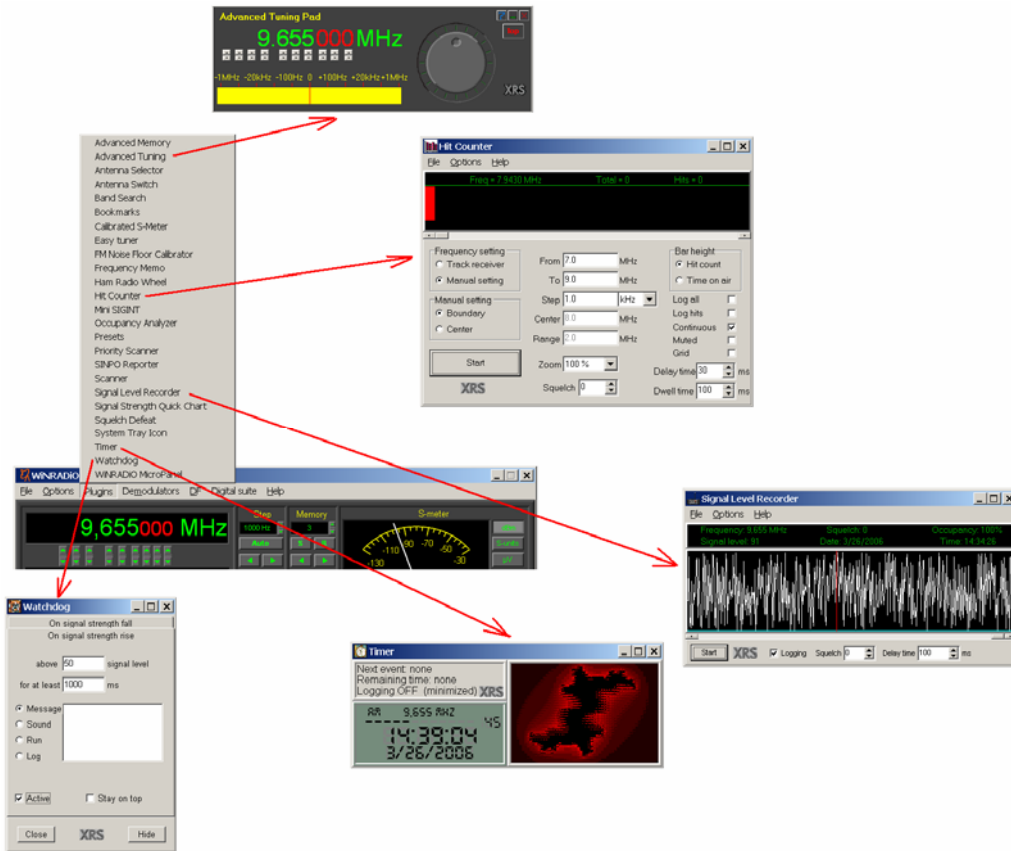 Advanced Tuning Pad
9.655000 MHz
-1MHz -20kHz -100Hz 0 +100Hz +20kHz +1MHz
XRS
Advanced Memory
Advanced Tuning
Antenna Selector
Antenna Switch
Band Search
Bookmarks
Calibrated S-Meter
Easy tuner
FM Noise Floor Calibrator
Frequency Memo
Ham Radio Wheel
Hit Counter
Mini SIGINT
Occupancy Analyzer
Presets
Priority Scanner
SINPO Reporter
Scanner
Signal Level Recorder
Signal Strength Quick Chart
Squelch Defeat
System Tray Icon
Timer
Watchdog
WiNRADiO MicroPanel
Hit Counter
File Options Help
Freq = 7.9430 MHz Total = 0 Hits = 0
Frequency setting
Track receiver
Manual setting
Manual setting
Boundary
Center
Start
XRS
From 7.0 MHz
To 9.0 MHz
Step 1.0 kHz
Center 8.0 MHz
Range 2.0 MHz
Zoom 100 %
Squelch 0
Bar height
Hit count
Time on air
Log all
Log hits
Continuous
Muted
Grid
Delay time 30 ms
Dwell time 100 ms
WiNRADiO
File Options Plugins Demodulators DF Digital suite Help
9,655000 MHz
Step
1000 Hz
Auto
Memory
3
S-meter
-130 -110 -90 -70 -50 -30
S-units
µV
Signal Level Recorder
File Options Help
Frequency: 9.655 MHz Squelch: 0 Occupancy: 100%
Signal level: 91 Date: 3/26/2006 Time: 14:34:26
Start XRS Logging Squelch 0 Delay time 100 ms
Watchdog
On signal strength fall
On signal strength rise
above 50 signal level
for at least 1000 ms
Message
Sound
Run
Log
Active Stay on top
Close XRS Hide
Timer
Next event: none
Remaining time: none
Logging OFF (minimized) XRS
AM 9,655 MHZ
45
14:39:04
3/26/2006